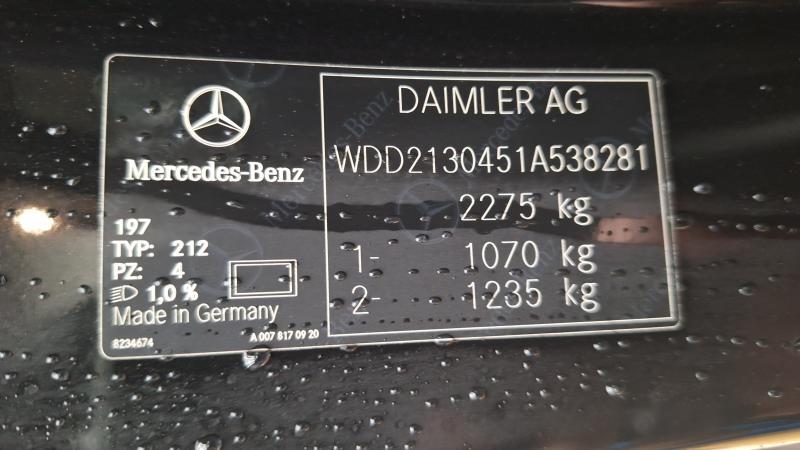 Mercedes-Benz
197
TYP: 212
PZ: 4
1,0 %
Made in Germany
8234674
A 007 817 09 20
DAIMLER AG
WDD2130451A538281
2275 kg
1- 1070 kg
2- 1235 kg